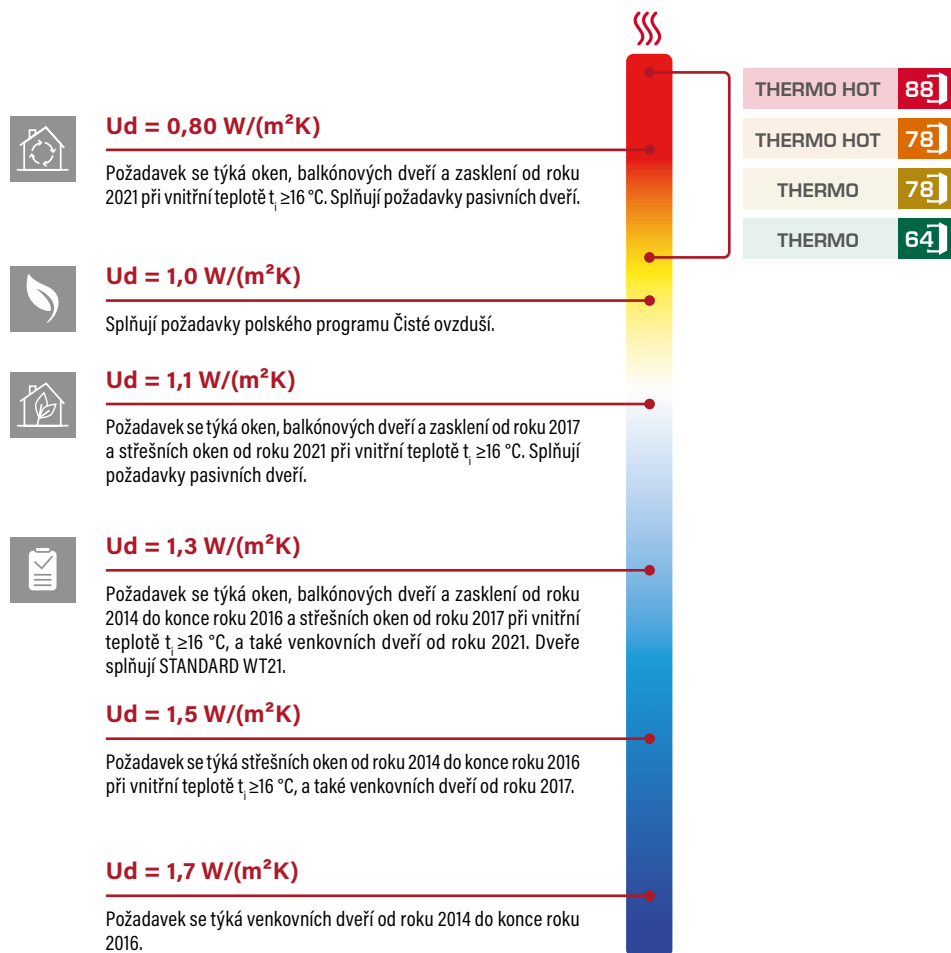 Ud = 0,80 W/(m²K)
Požadavek se týká oken, balkónových dveří a zasklení od roku
2021 při vnitřní teplotě tᵢ ≥16 °C. Splňují požadavky pasivních dveří.
Ud = 1,0 W/(m²K)
Splňují požadavky polského programu Čisté ovzduší.
Ud = 1,1 W/(m²K)
Požadavek se týká oken, balkónových dveří a zasklení od roku 2017
a střešních oken od roku 2021 při vnitřní teplotě tᵢ ≥16 °C. Splňují
požadavky pasivních dveří.
Ud = 1,3 W/(m²K)
Požadavek se týká oken, balkónových dveří a zasklení od roku
2014 do konce roku 2016 a střešních oken od roku 2017 při vnitřní
teplotě tᵢ ≥16 °C, a také venkovních dveří od roku 2021. Dveře
splňují STANDARD WT21.
Ud = 1,5 W/(m²K)
Požadavek se týká střešních oken od roku 2014 do konce roku 2016
při vnitřní teplotě tᵢ ≥16 °C, a také venkovních dveří od roku 2017.
Ud = 1,7 W/(m²K)
Požadavek se týká venkovních dveří od roku 2014 do konce roku
2016.
THERMO HOT 88
THERMO HOT 78
THERMO 78
THERMO 64